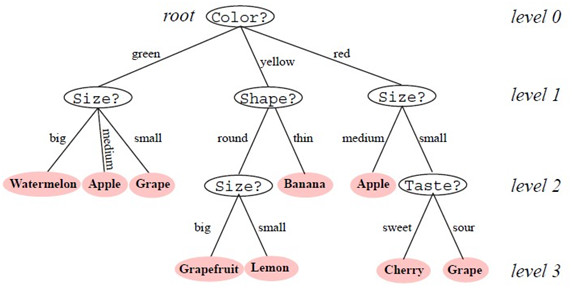 root Color? level 0
green yellow red
Size? Shape? Size? level 1
big medium small round thin medium small
Watermelon Apple Grape Size? Banana Apple Taste? level 2
big small sweet sour
Grapefruit Lemon Cherry Grape level 3